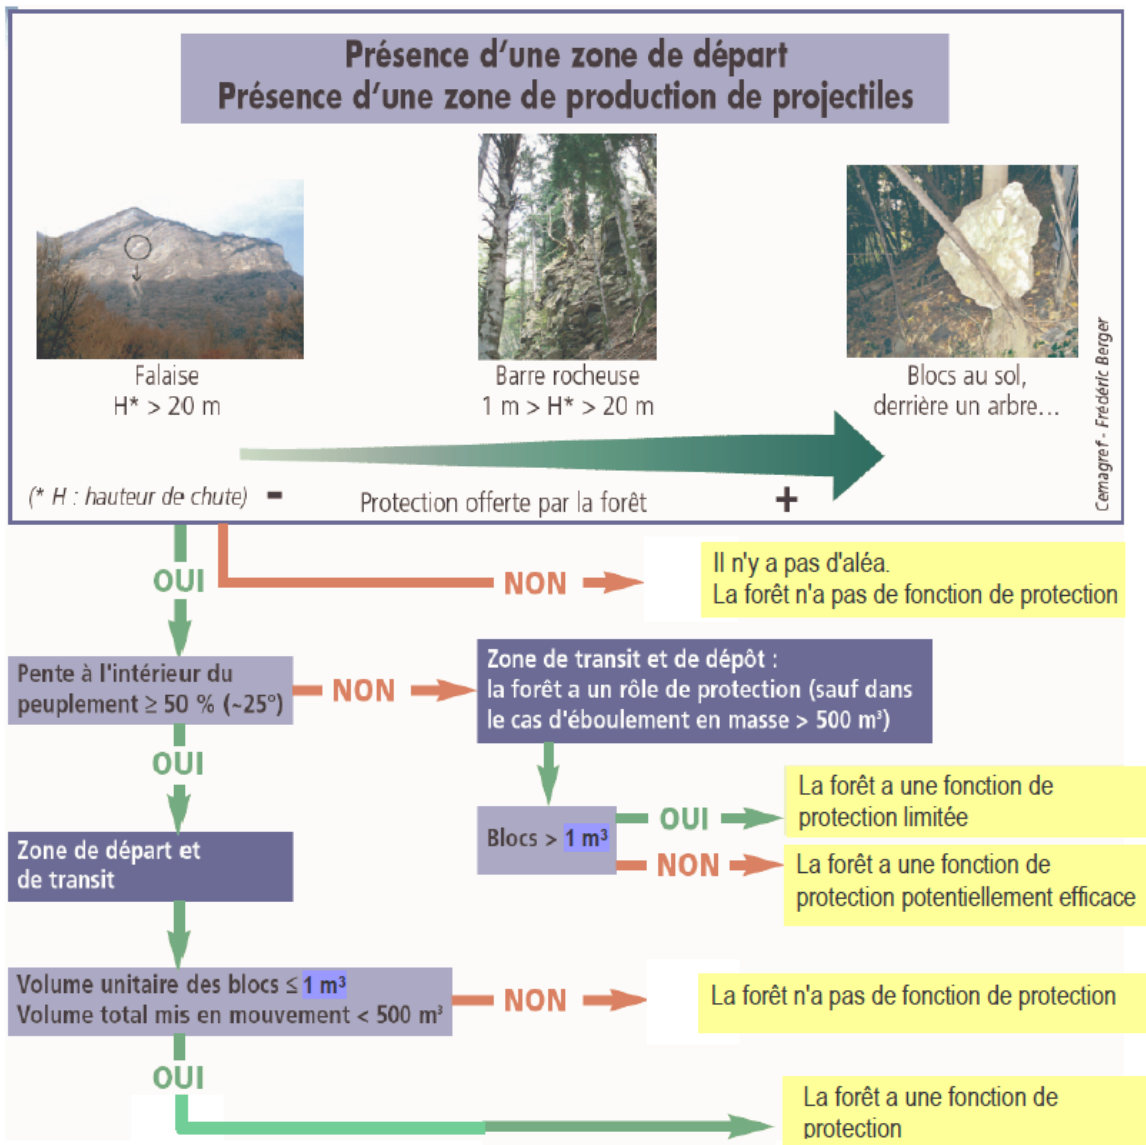 Présence d'une zone de départ
Présence d'une zone de production de projectiles
Falaise
H* > 20 m
Barre rocheuse
1 m > H* > 20 m
Blocs au sol,
derrière un arbre...
Cemagref - Frédéric Berger
(* H : hauteur de chute)
-
Protection offerte par la forêt
+
OUI
NON
Il n'y a pas d'aléa.
La forêt n'a pas de fonction de protection
Pente à l'intérieur du
peuplement ≥ 50 % (~25°)
NON
Zone de transit et de dépôt :
la forêt a un rôle de protection (sauf dans
le cas d'éboulement en masse > 500 m³)
OUI
Blocs > 1 m³
OUI
La forêt a une fonction de
protection limitée
NON
La forêt a une fonction de
protection potentiellement efficace
Zone de départ et
de transit
Volume unitaire des blocs ≤ 1 m³
Volume total mis en mouvement < 500 m³
NON
La forêt n'a pas de fonction de protection
OUI
La forêt a une fonction de
protection